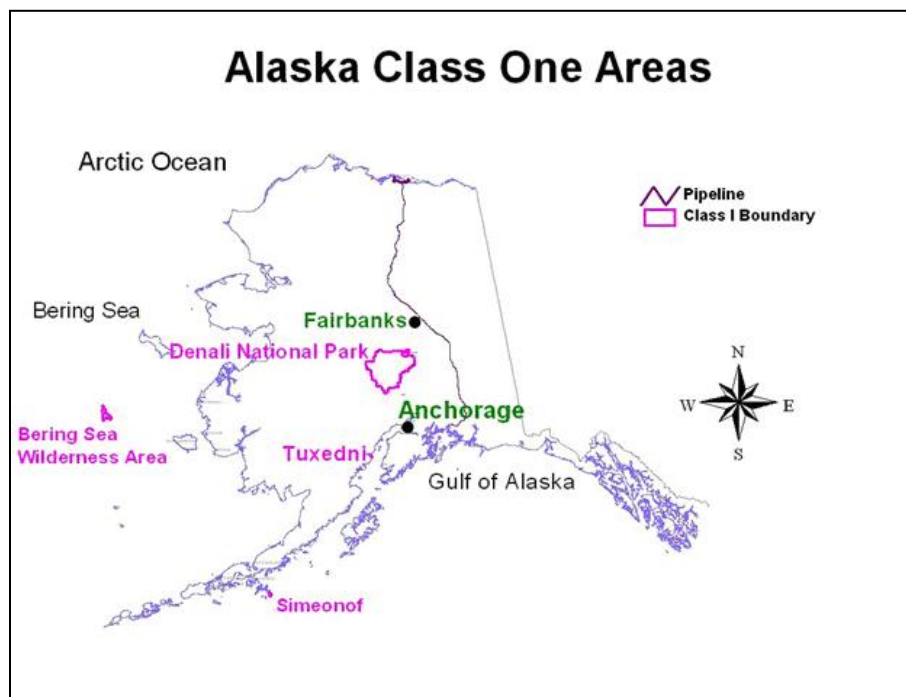 Alaska Class One Areas
Arctic Ocean
Pipeline
Class I Boundary
Bering Sea
Fairbanks
Denali National Park
N
W
E
S
Anchorage
Bering Sea
Wilderness Area
Tuxedni
Gulf of Alaska
Simeonof